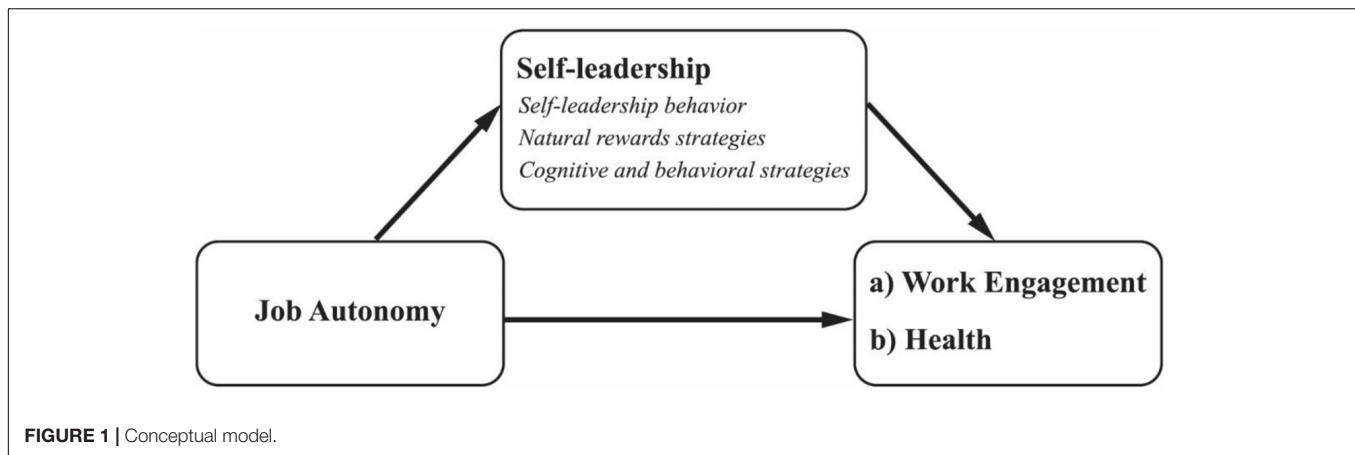 Self-leadership
Self-leadership behavior
Natural rewards strategies
Cognitive and behavioral strategies
Job Autonomy
a) Work Engagement
b) Health
FIGURE 1 | Conceptual model.